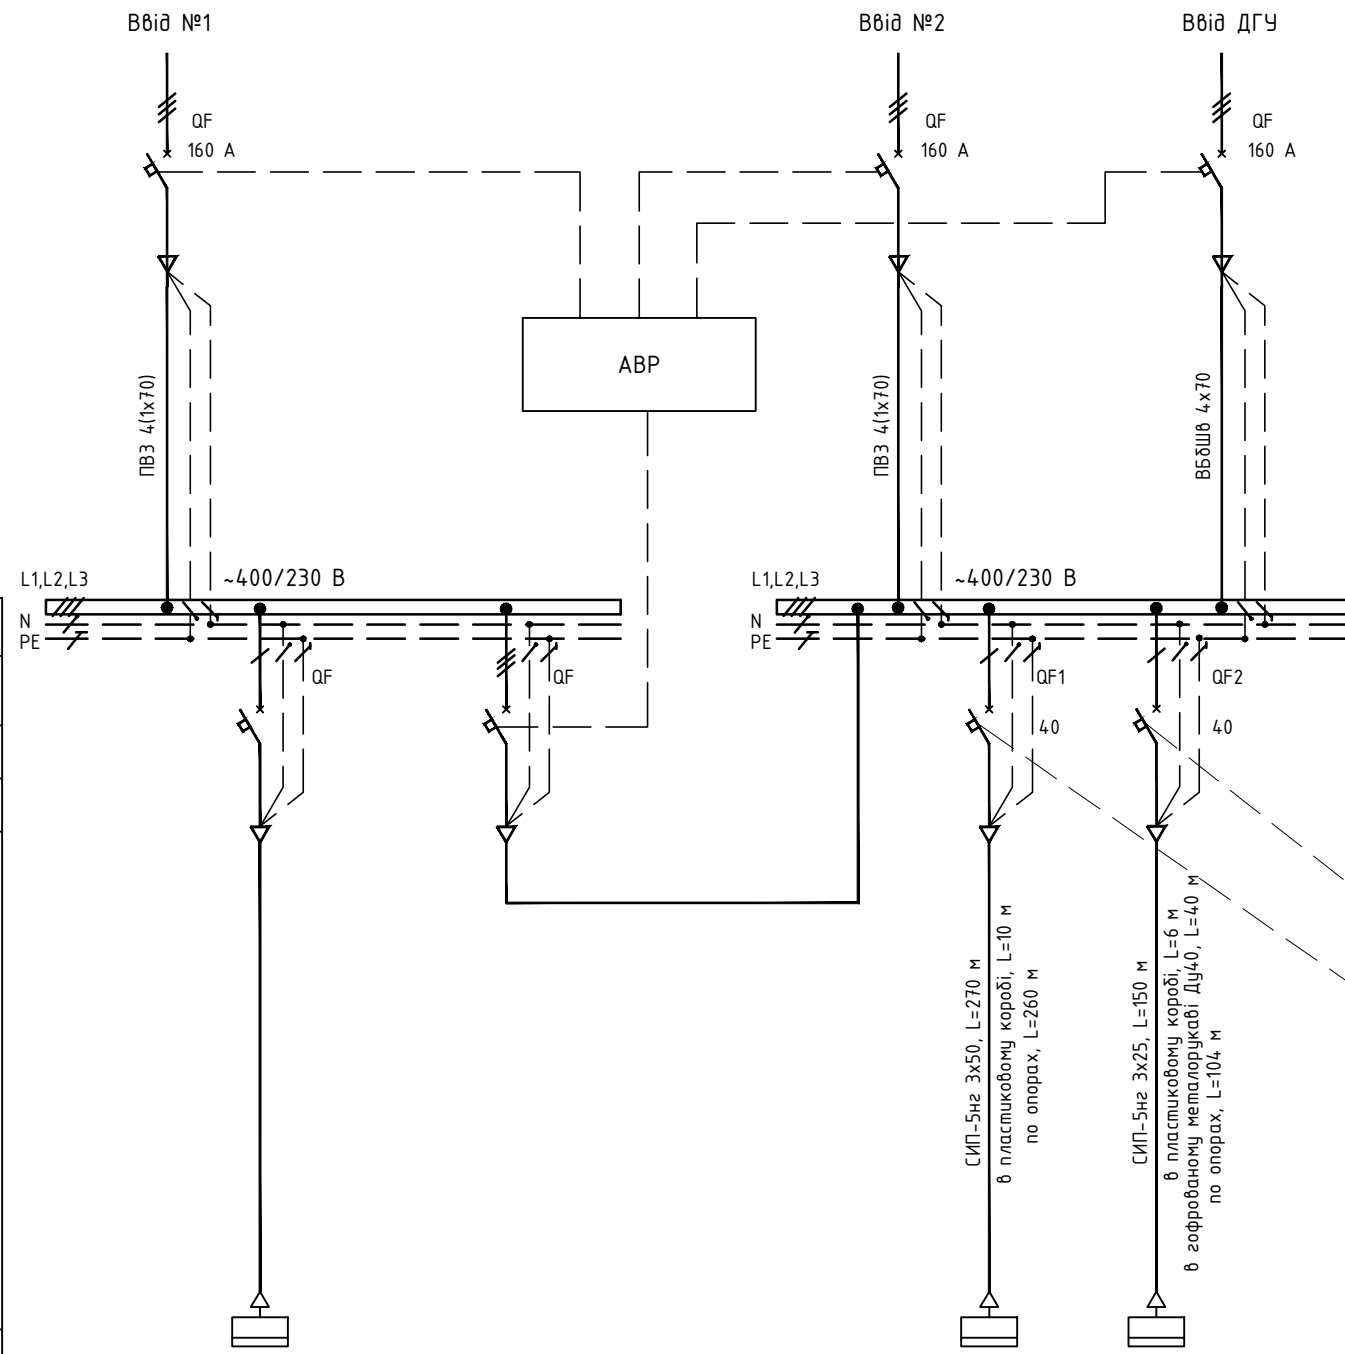 Ввід №1
Ввід №2
Ввід ДГУ
QF
160 А
QF
160 А
QF
160 А
АВР
ПВ3 4(1х70)
ПВ3 4(1х70)
ВБбШв 4х70
L1,L2,L3
~400/230 В
N
PE
L1,L2,L3
~400/230 В
N
PE
QF
QF
QF1
40
QF2
40
СИП-5нг 3х50, L=270 м
в пластиковому коробі, L=10 м
по опорах, L=260 м
СИП-5нг 3х25, L=150 м
в пластиковому коробі, L=6 м
в гофрованому металорукаві Ду40, L=40 м
по опорах, L=104 м